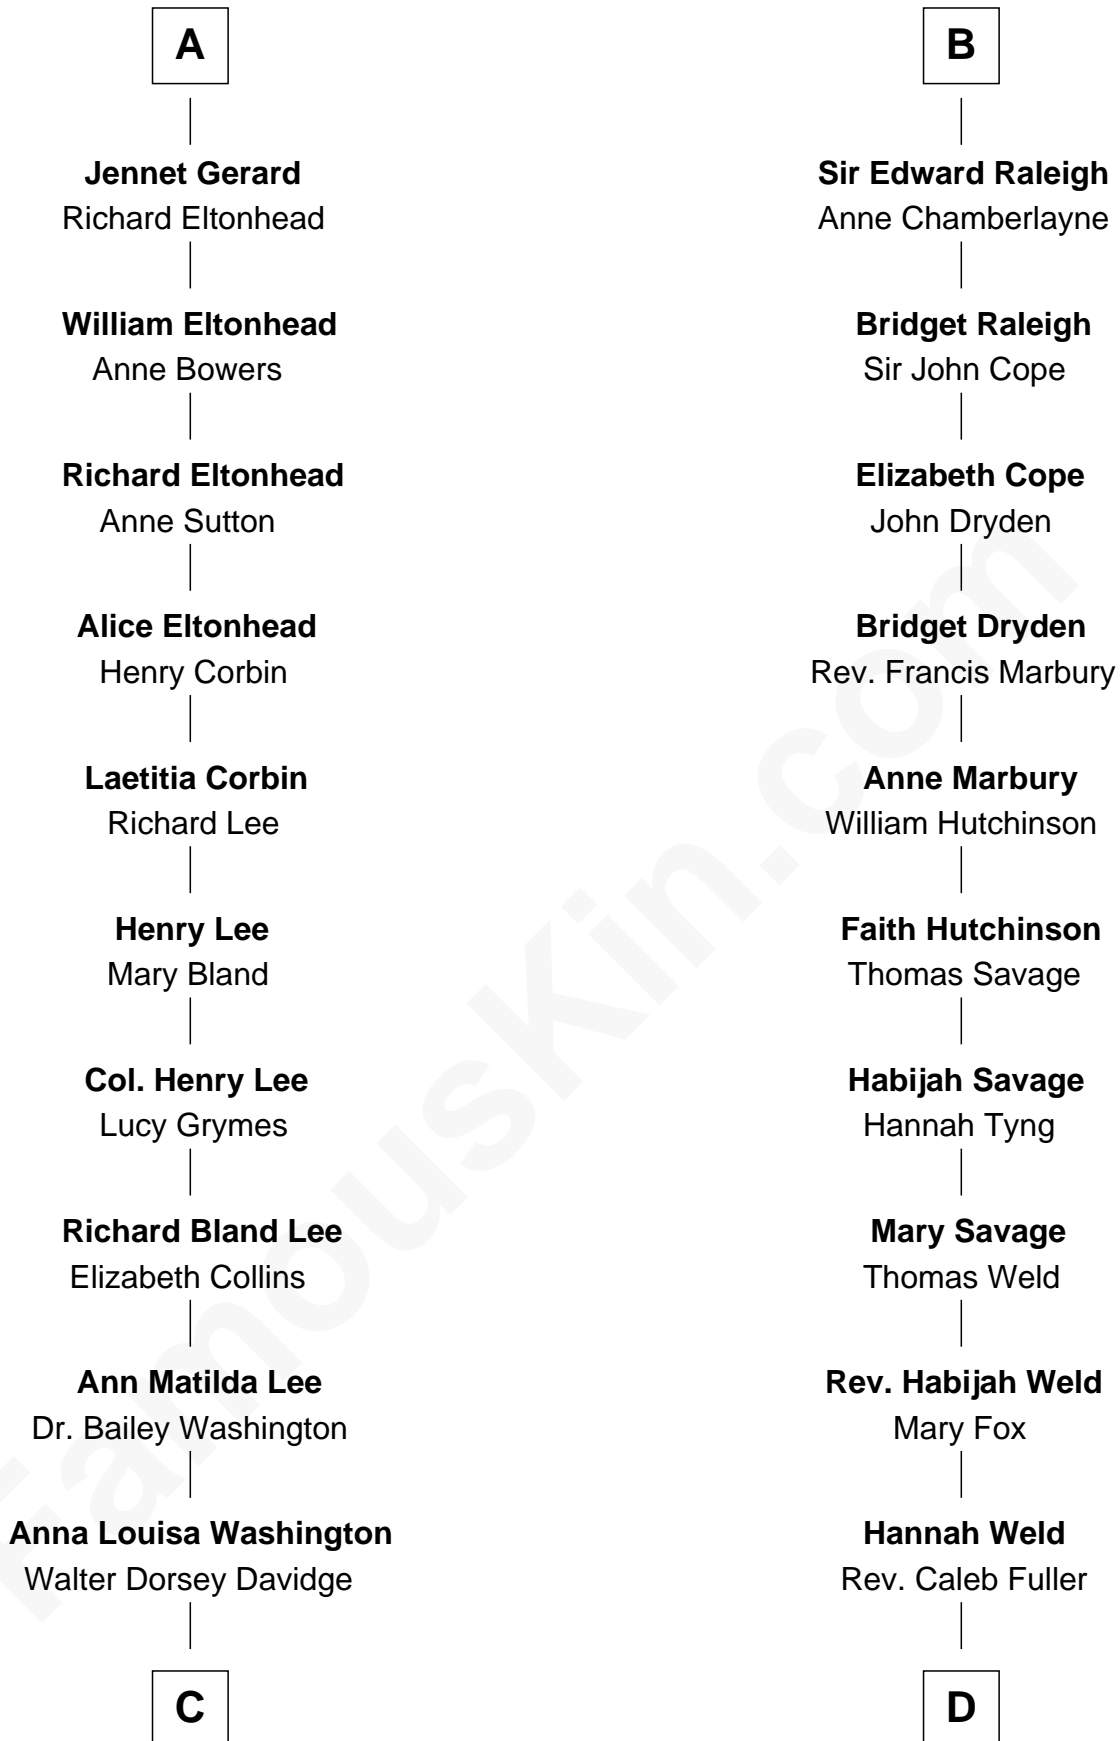 A
Jennet Gerard
Richard Eltonhead
William Eltonhead
Anne Bowers
Richard Eltonhead
Anne Sutton
Alice Eltonhead
Henry Corbin
Laetitia Corbin
Richard Lee
Henry Lee
Mary Bland
Col. Henry Lee
Lucy Grymes
Richard Bland Lee
Elizabeth Collins
Ann Matilda Lee
Dr. Bailey Washington
Anna Louisa Washington
Walter Dorsey Davidge
C
B
Sir Edward Raleigh
Anne Chamberlayne
Bridget Raleigh
Sir John Cope
Elizabeth Cope
John Dryden
Bridget Dryden
Rev. Francis Marbury
Anne Marbury
William Hutchinson
Faith Hutchinson
Thomas Savage
Habijah Savage
Hannah Tyng
Mary Savage
Thomas Weld
Rev. Habijah Weld
Mary Fox
Hannah Weld
Rev. Caleb Fuller
D
FamousKin.com